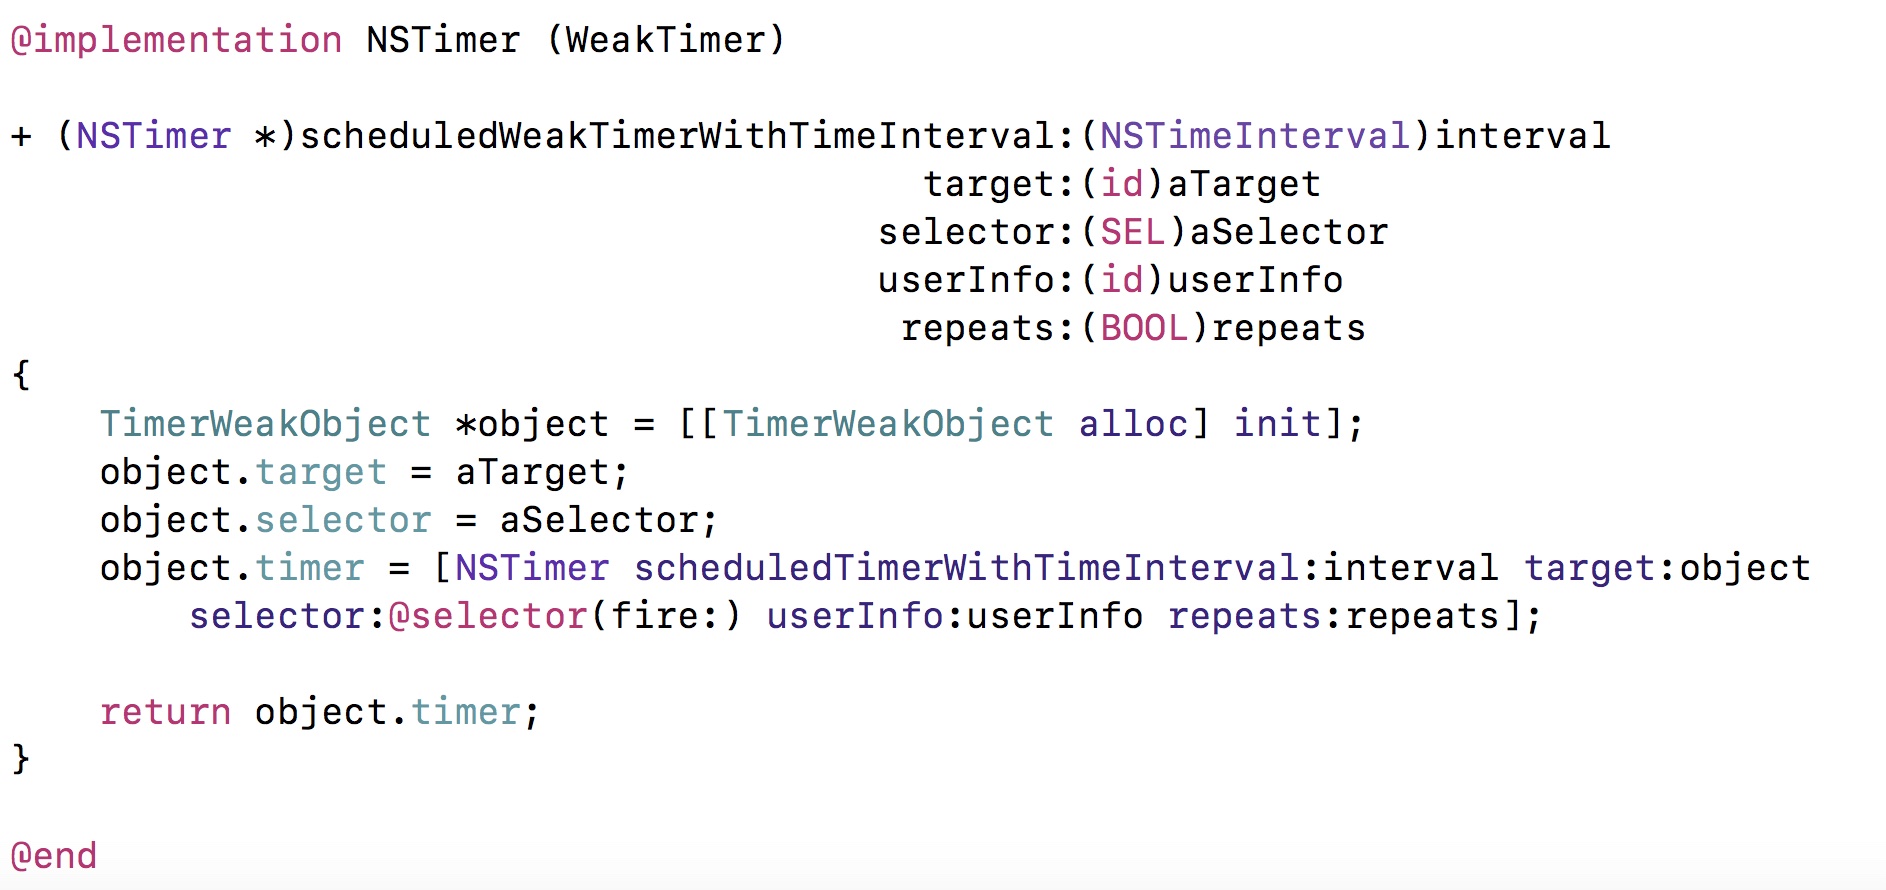 @implementation NSTimer (WeakTimer)
+ (NSTimer *)scheduledWeakTimerWithTimeInterval:(NSTimeInterval)interval
target:(id)aTarget
selector:(SEL)aSelector
userInfo:(id)userInfo
repeats:(BOOL)repeats
{
TimerWeakObject *object = [[TimerWeakObject alloc] init];
object.target = aTarget;
object.selector = aSelector;
object.timer = [NSTimer scheduledTimerWithTimeInterval:interval target:object
selector:@selector(fire:) userInfo:userInfo repeats:repeats];
return object.timer;
}
@end